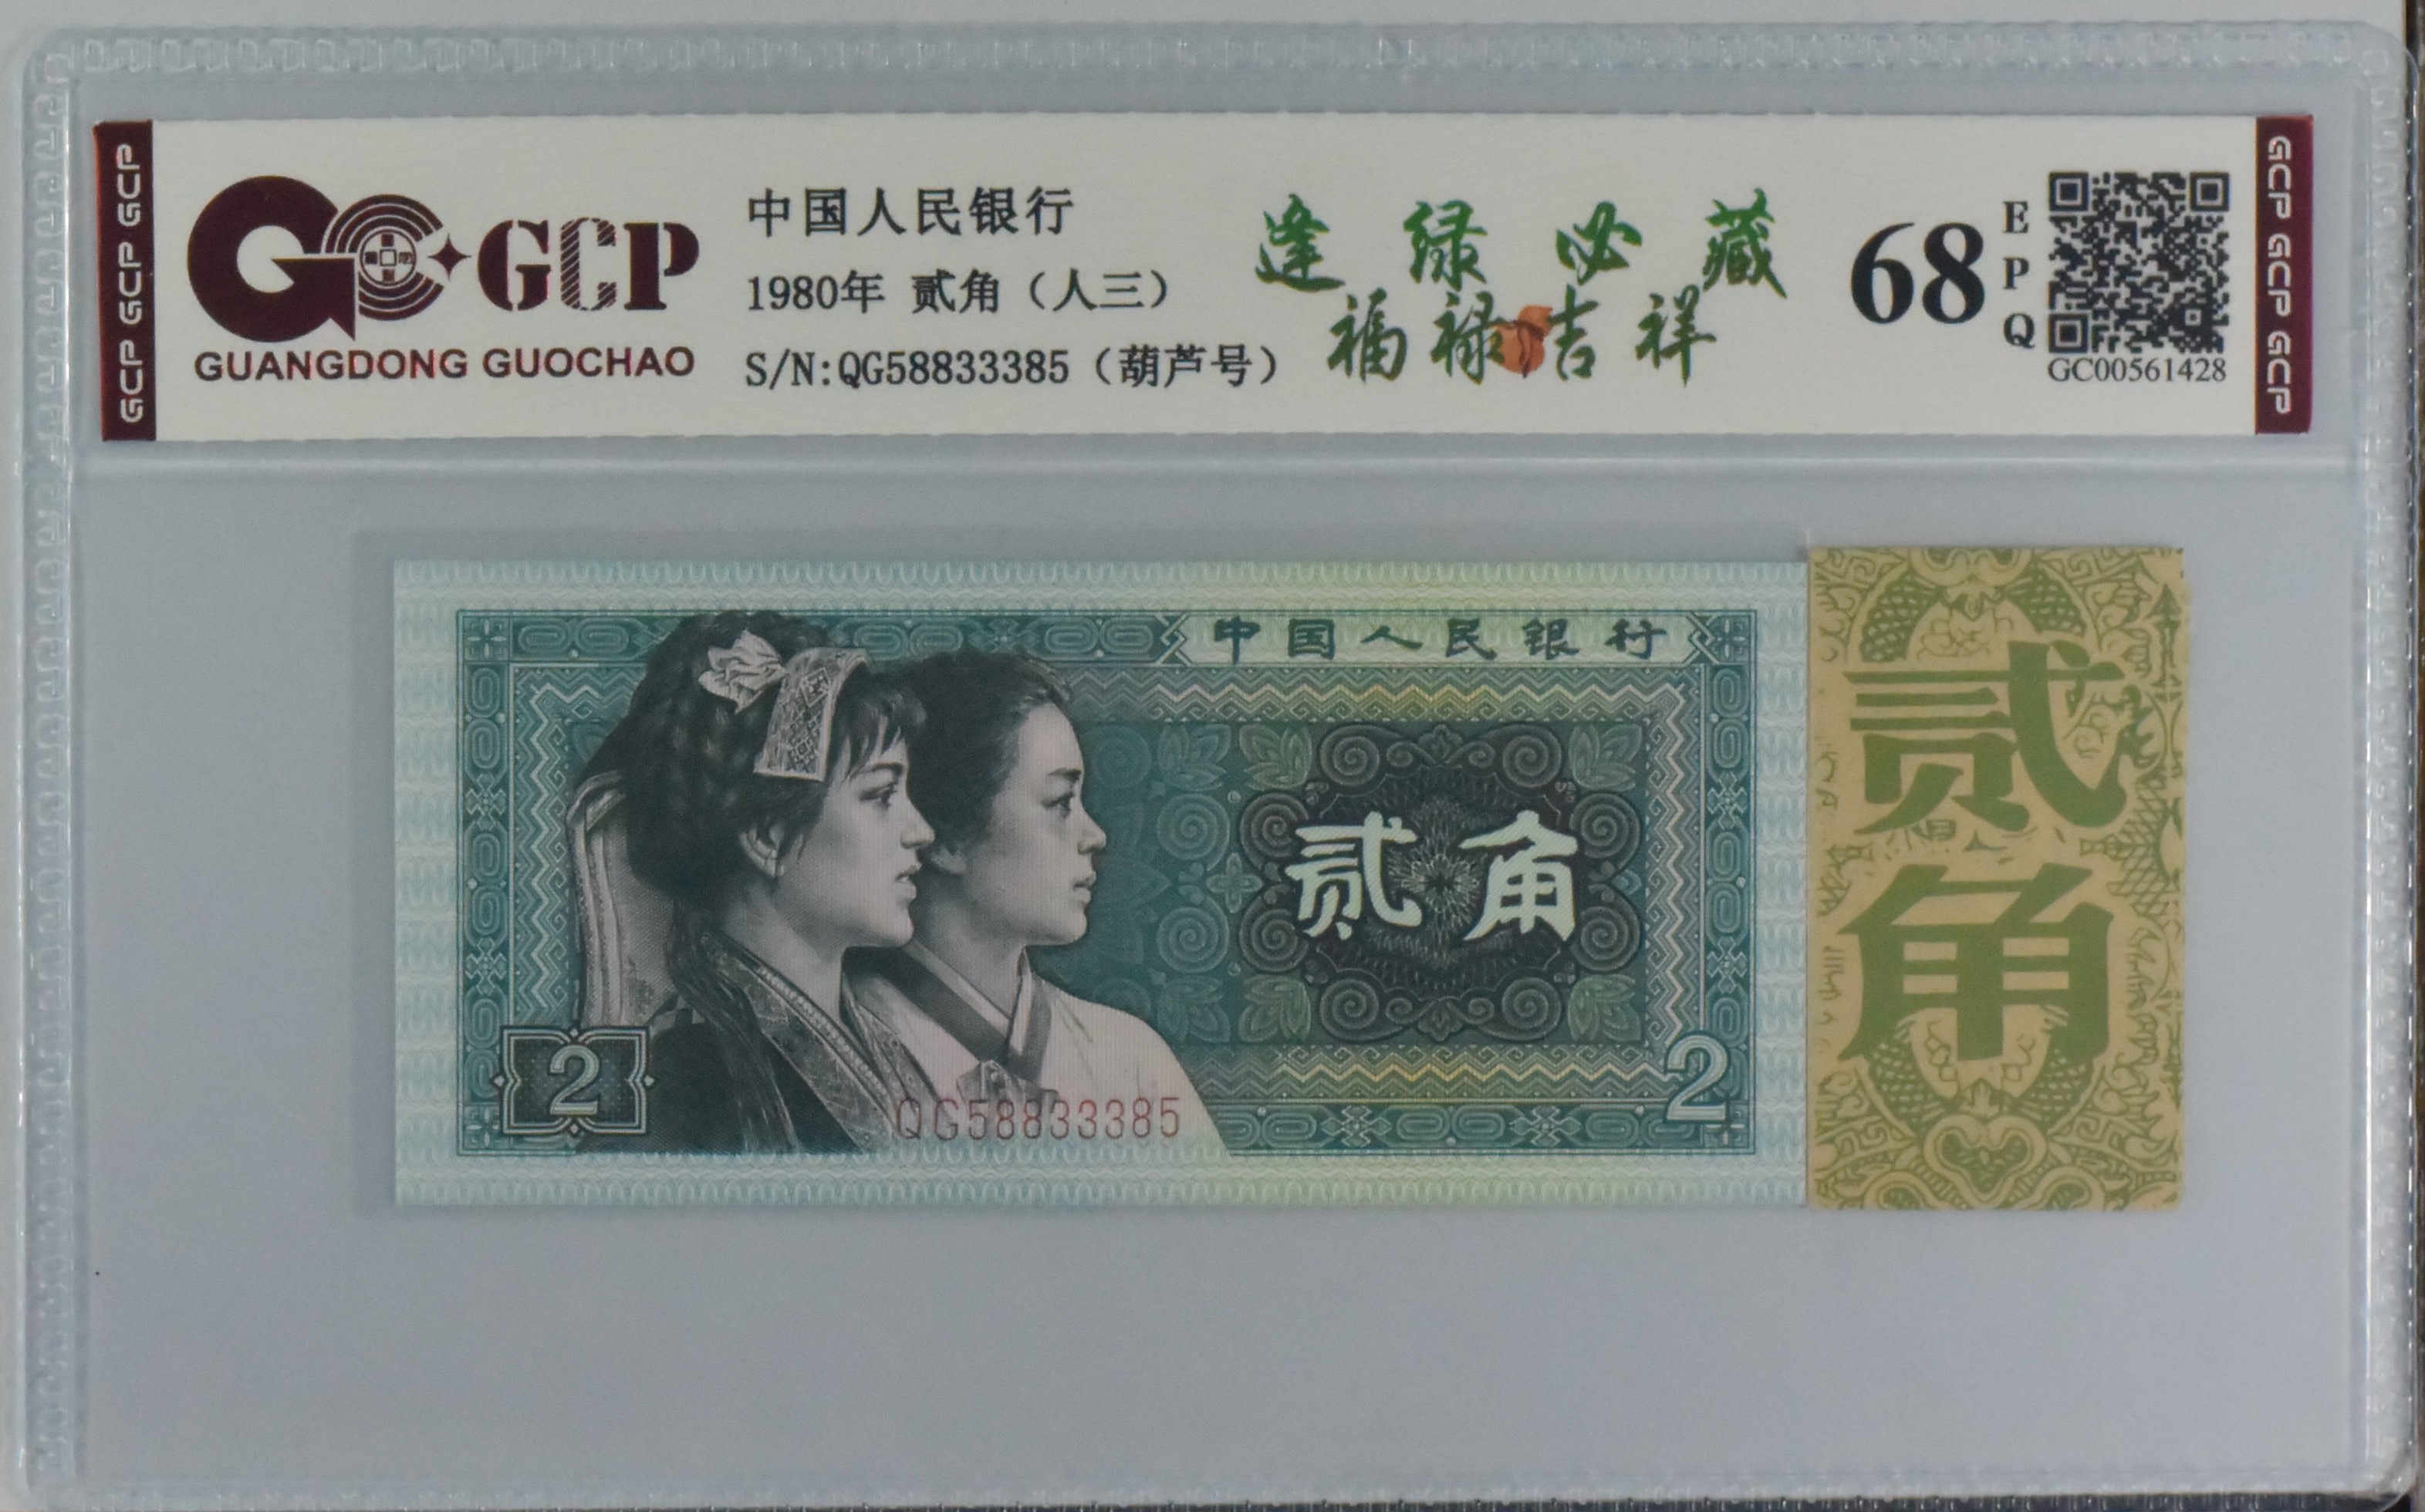 GCP GCP GCP
GCP
GUANGDONG GUOCHAO
中国人民银行
1980年 贰角（人三）
S/N:QG58833385（葫芦号）
逢绿必藏
福禄吉祥
68
E
P
Q
GC00561428
GCP GCP GCP
中国人民银行
贰角
2
2
QG58833385
贰
角